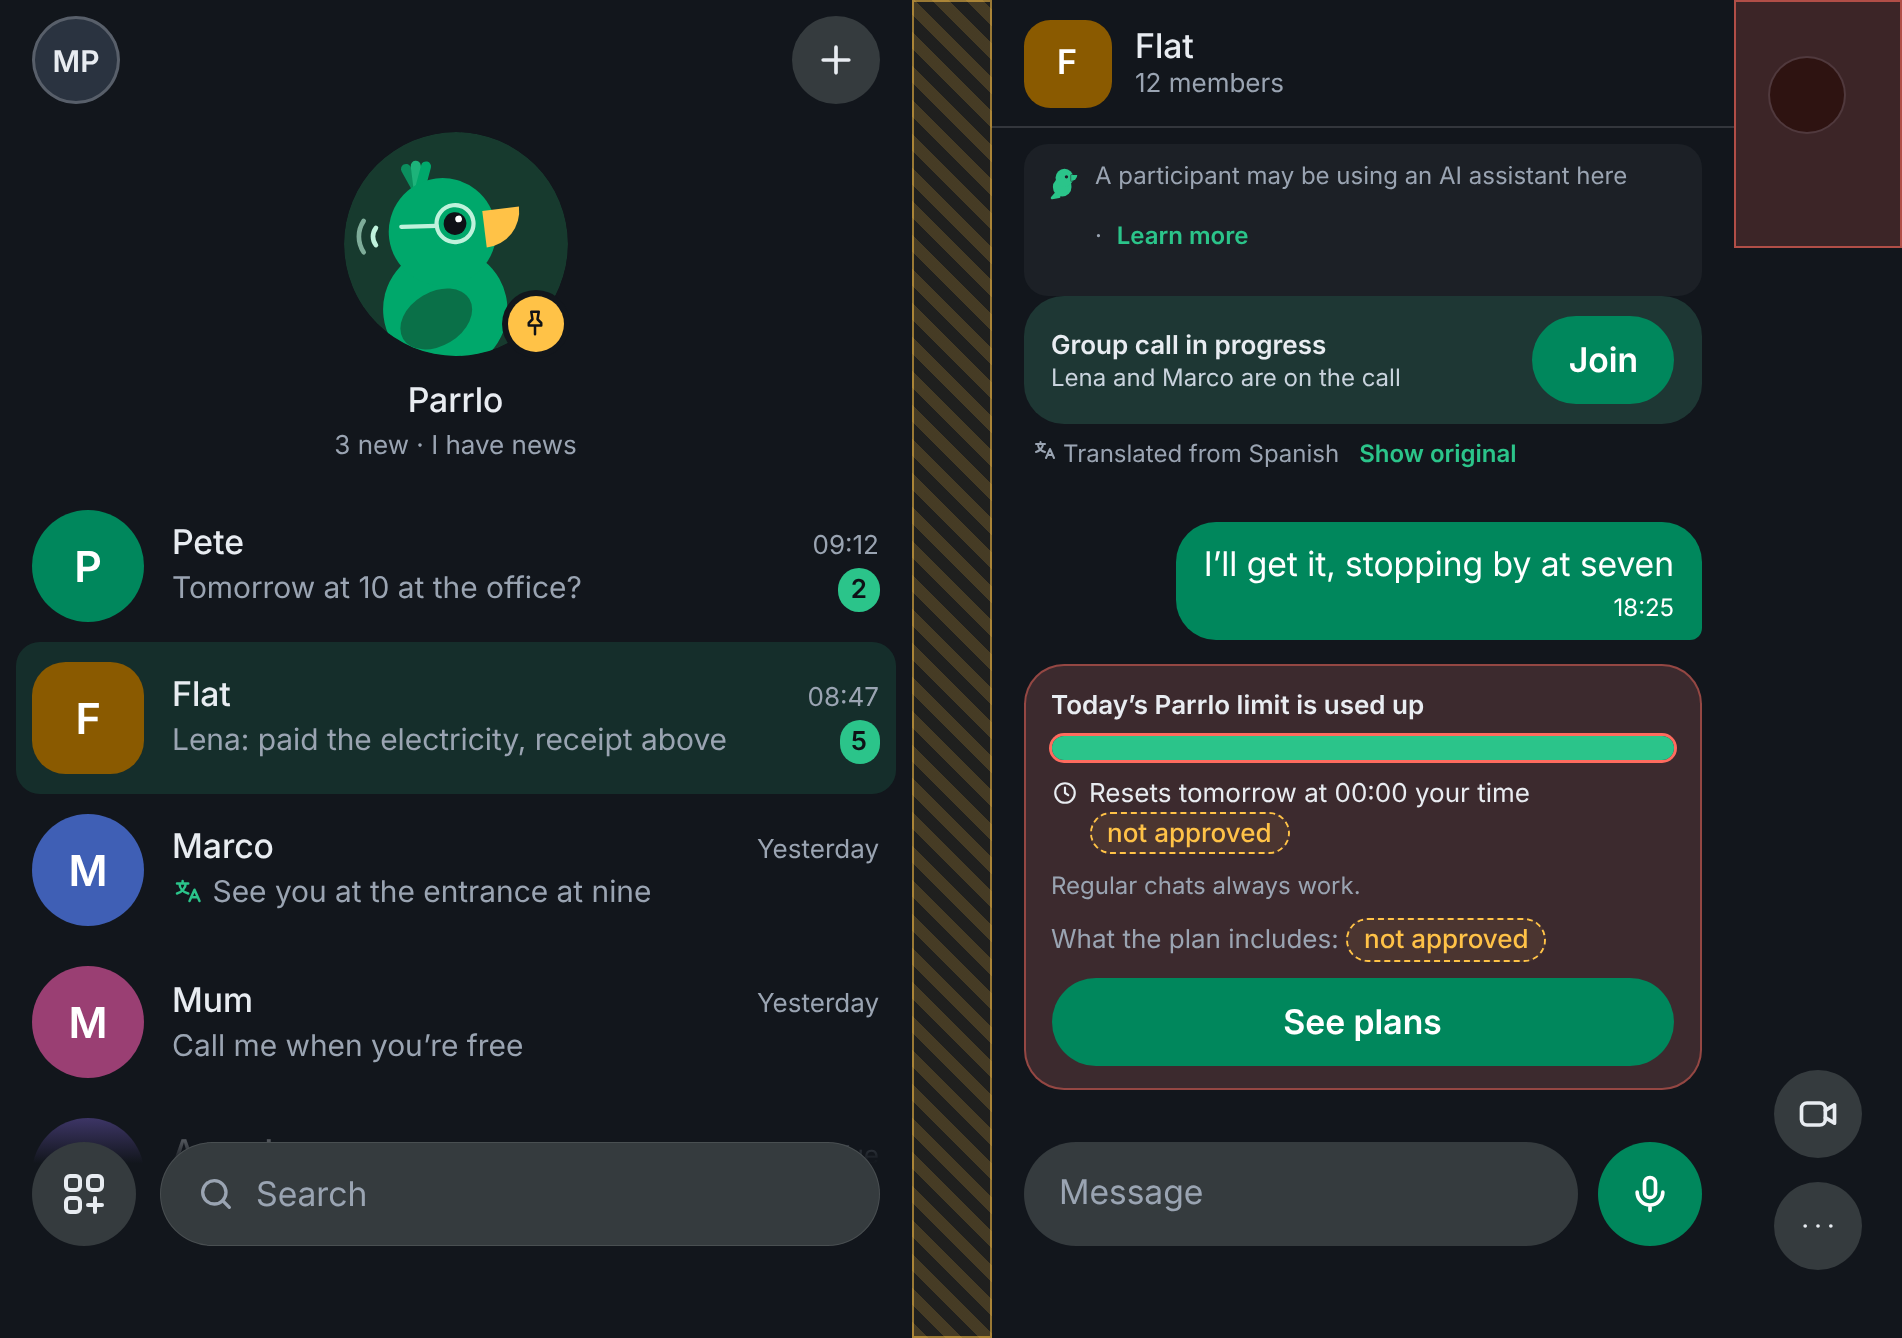 MP
Parrlo
3 new · I have news
P
Pete
09:12
Tomorrow at 10 at the office?
2
F
Flat
08:47
Lena: paid the electricity, receipt above
5
M
Marco
Yesterday
See you at the entrance at nine
M
Mum
Yesterday
Call me when you’re free
Search
F
Flat
12 members
A participant may be using an AI assistant here
· Learn more
Group call in progress
Lena and Marco are on the call
Join
Translated from Spanish Show original
I’ll get it, stopping by at seven
18:25
Today’s Parrlo limit is used up
Resets tomorrow at 00:00 your time
not approved
Regular chats always work.
What the plan includes: not approved
See plans
Message